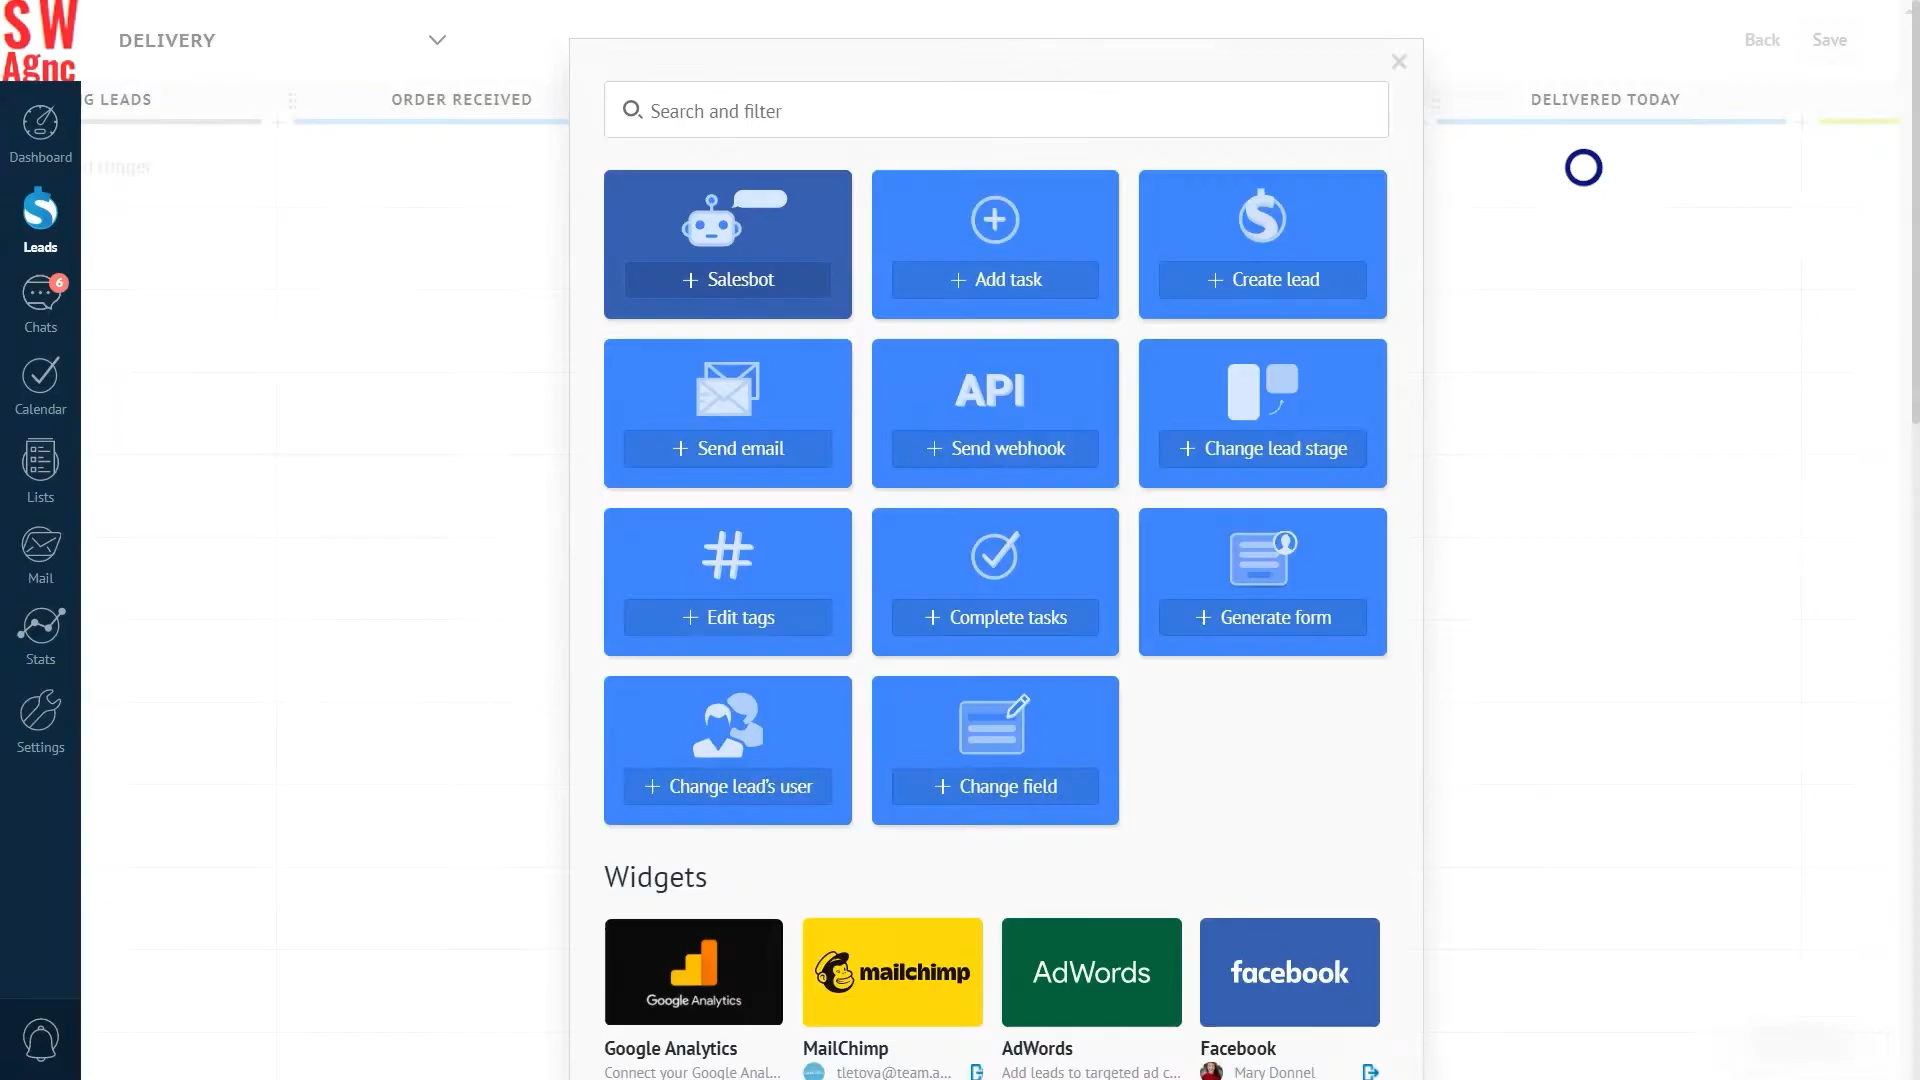 SW
Agnc
DELIVERY
Back
Save
G LEADS
ORDER RECEIVED
DELIVERED TODAY
Search and filter
Dashboard
Leads
6
Chats
Calendar
Lists
Mail
Stats
Settings
+ Salesbot
+ Add task
+ Create lead
+ Send email
API
+ Send webhook
+ Change lead stage
+ Edit tags
+ Complete tasks
+ Generate form
+ Change lead's user
+ Change field
Widgets
Google Analytics
mailchimp
AdWords
facebook
Google Analytics
MailChimp
AdWords
Facebook
Connect your Google Anal...
tletova@team.a...
Add leads to targeted ad c...
Mary Donnel